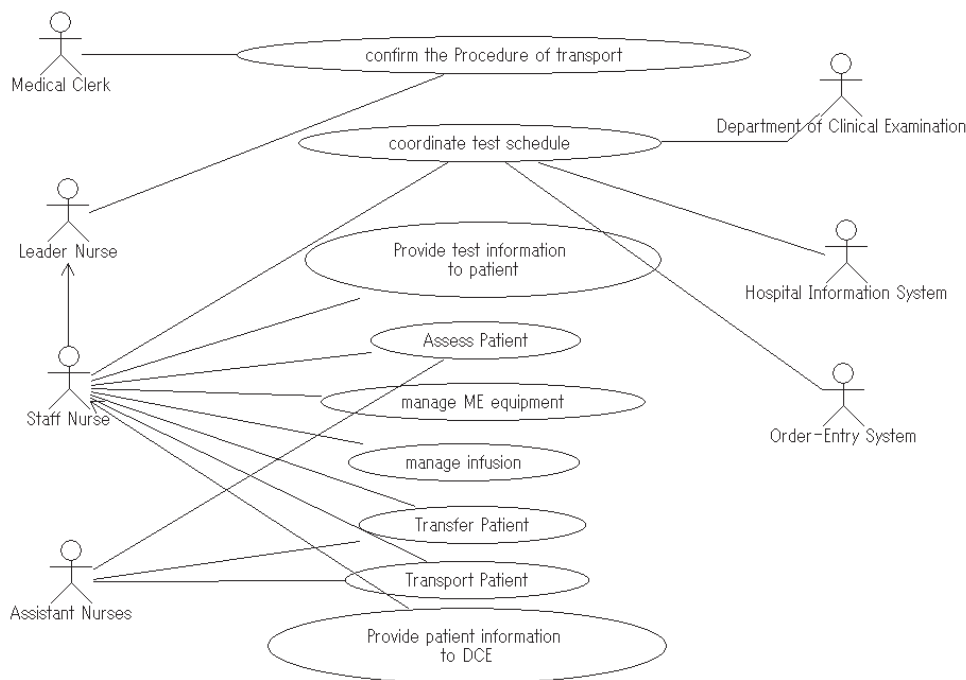 confirm the Procedure of transport
Medical Clerk
Department of Clinical Examination
coordinate test schedule
Leader Nurse
Provide test information
to patient
Hospital Information System
Assess Patient
manage ME equipment
Staff Nurse
Order-Entry System
manage infusion
Transfer Patient
Transport Patient
Assistant Nurses
Provide patient information
to DCE